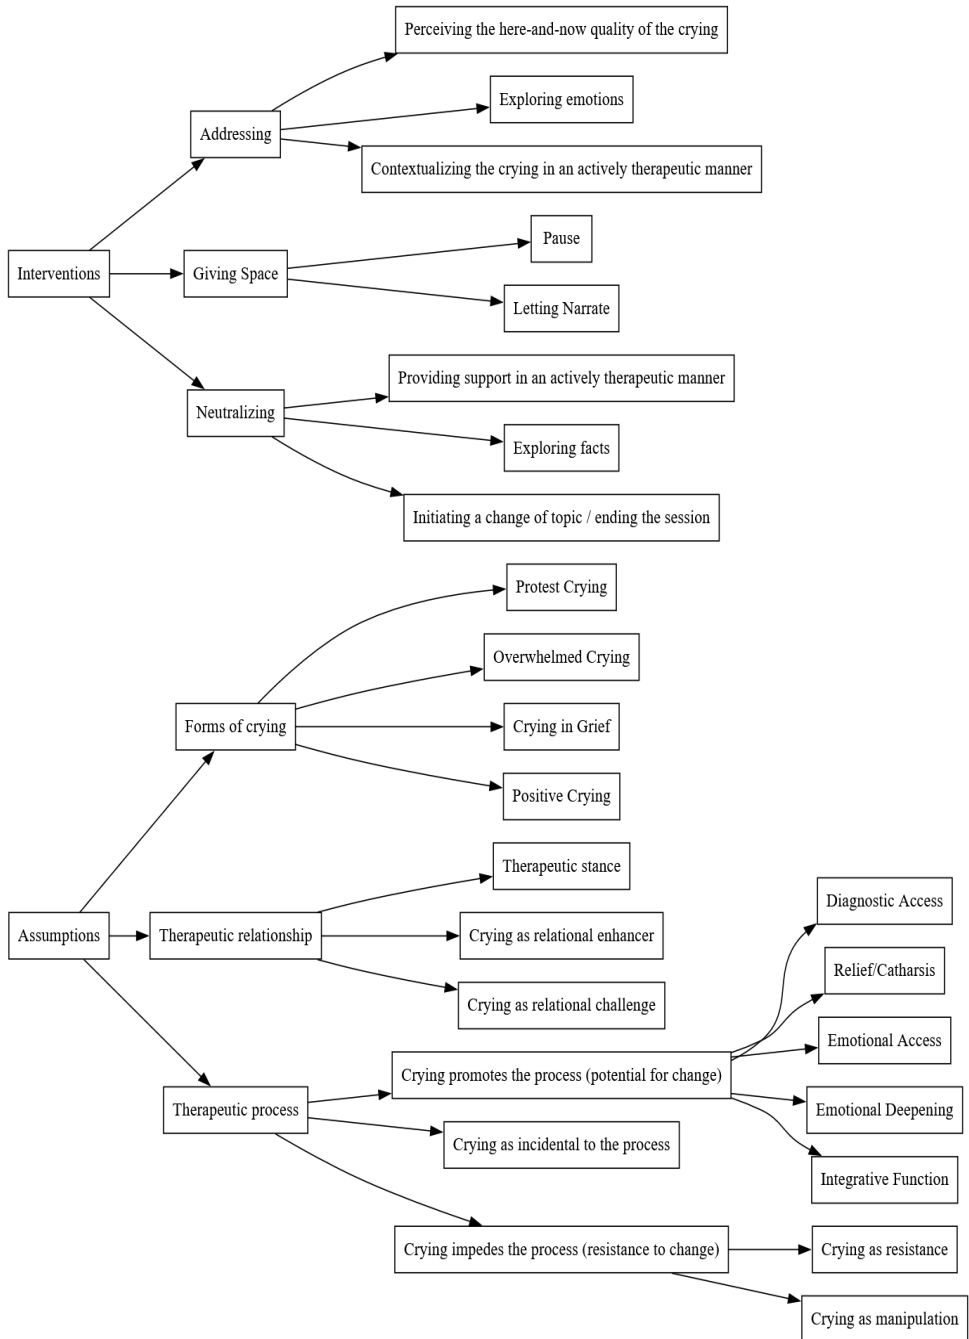 Perceiving the here-and-now quality of the crying
Exploring emotions
Addressing
Contextualizing the crying in an actively therapeutic manner
Pause
Interventions
Giving Space
Letting Narrate
Providing support in an actively therapeutic manner
Neutralizing
Exploring facts
Initiating a change of topic / ending the session
Protest Crying
Overwhelmed Crying
Forms of crying
Crying in Grief
Positive Crying
Therapeutic stance
Diagnostic Access
Assumptions
Therapeutic relationship
Crying as relational enhancer
Relief/Catharsis
Crying as relational challenge
Emotional Access
Crying promotes the process (potential for change)
Therapeutic process
Emotional Deepening
Crying as incidental to the process
Integrative Function
Crying impedes the process (resistance to change)
Crying as resistance
Crying as manipulation